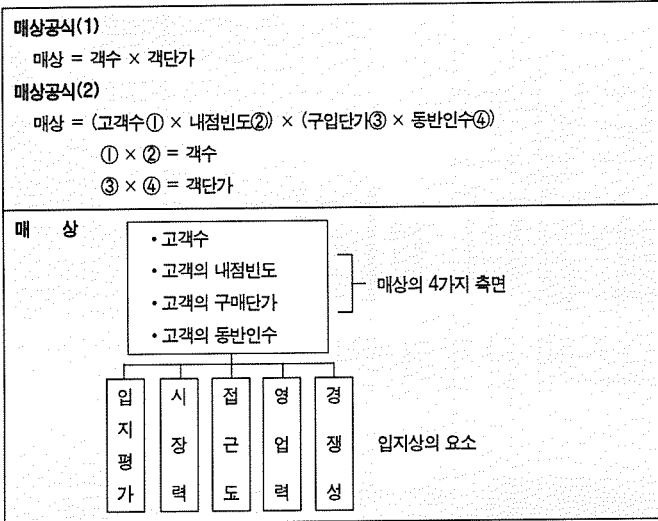 매상공식(1)
매상 = 객수 × 객단가
매상공식(2)
매상 = (고객수① × 내점빈도②) × (구입단가③ × 동반인수④)
① × ② = 객수
③ × ④ = 객단가
매 상
• 고객수
• 고객의 내점빈도
• 고객의 구매단가
• 고객의 동반인수
매상의 4가지 측면
입지평가
시장력
접근도
영업력
경쟁성
입지상의 요소